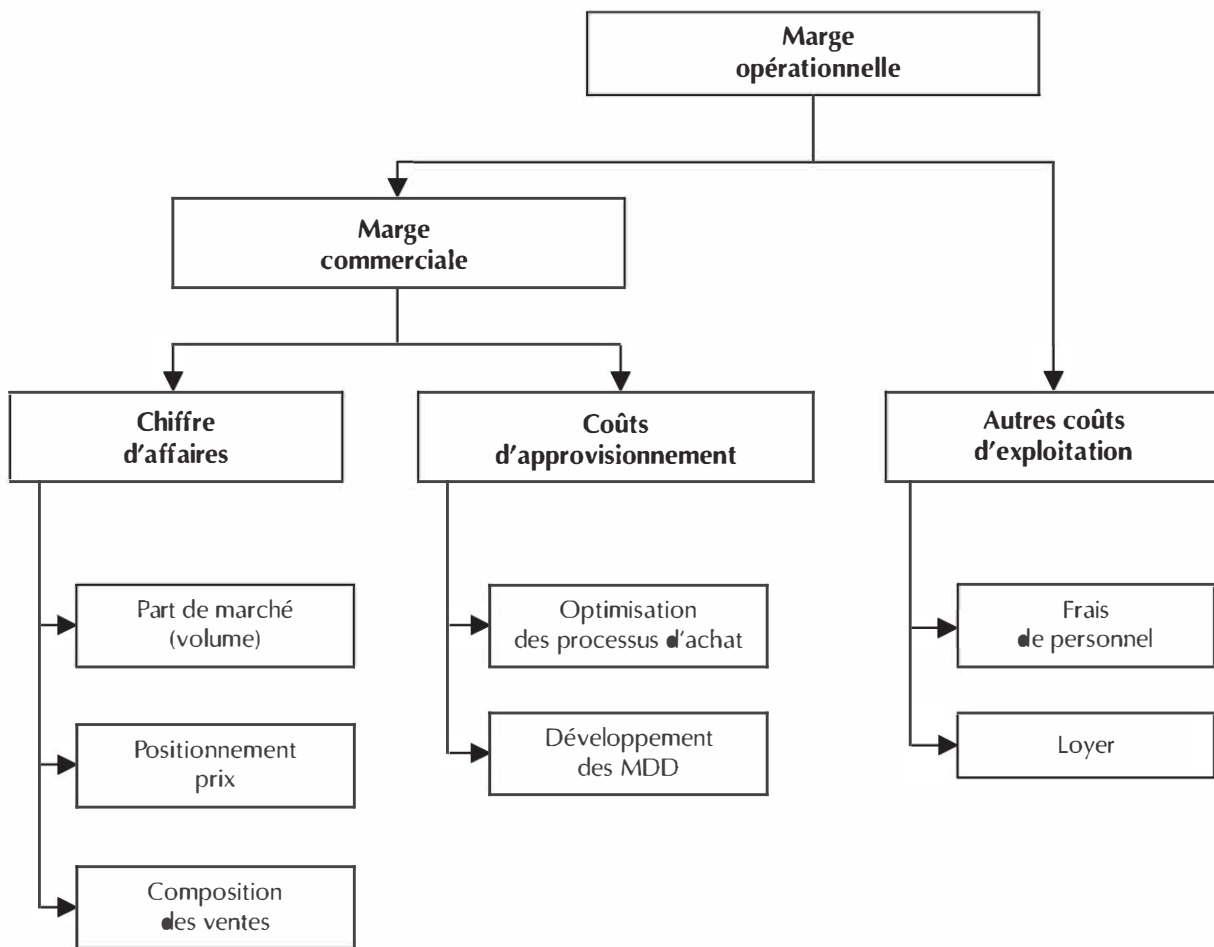 Marge
opérationnelle
Marge
commerciale
Chiffre
d'affaires
Coûts
d'approvisionnement
Autres coûts
d'exploitation
Part de marché
(volume)
Optimisation
des processus d'achat
Frais
de personnel
Positionnement
prix
Développement
des MDD
Loyer
Composition
des ventes